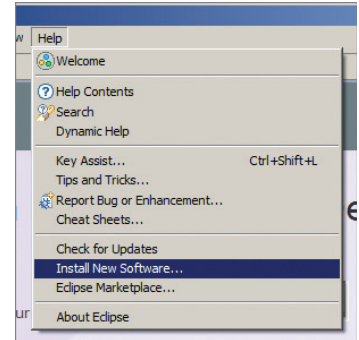 w Help
Welcome
Help Contents
Search
Dynamic Help
Key Assist... Ctrl+Shift+L
Tips and Tricks...
Report Bug or Enhancement...
Cheat Sheets...
Check for Updates
Install New Software...
Eclipse Marketplace...
About Eclipse
e
ur